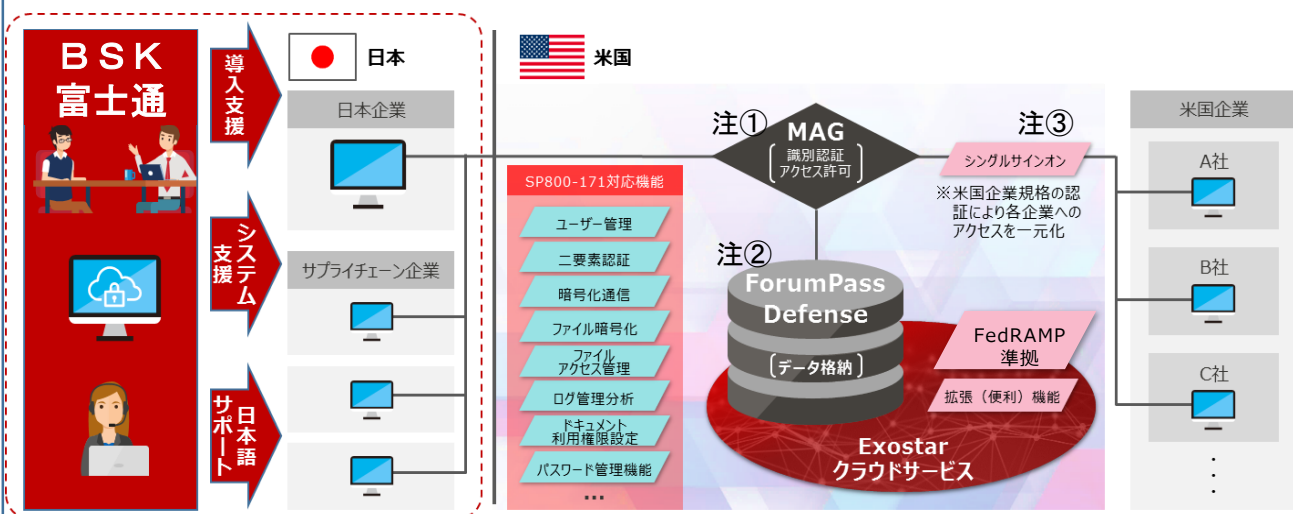 BSK
富士通
導入支援
システム
支援
日本語
サポート
日本
日本企業
サプライチェーン企業
米国
SP800-171対応機能
ユーザー管理
二要素認証
暗号化通信
ファイル暗号化
ファイル
アクセス管理
ログ管理分析
ドキュメント
利用権限設定
パスワード管理機能
…
注①
MAG
識別認証
アクセス許可
注②
ForumPass
Defense
〔データ格納〕
注③
シングルサインオン
※米国企業規格の認
証により各企業への
アクセスを一元化
FedRAMP
準拠
拡張（便利）機能
Exostar
クラウドサービス
米国企業
A社
B社
C社
・
・
・